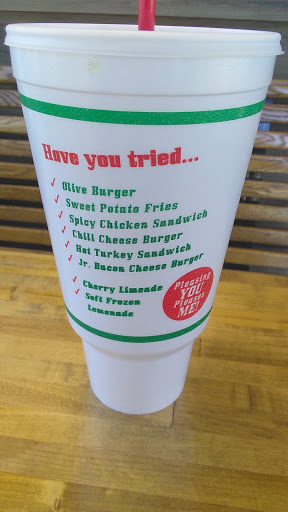 Have you tried...
✓ Olive Burger
✓ Sweet Potato Fries
✓ Spicy Chicken Sandwich
✓ Chili Cheese Burger
✓ Hot Turkey Sandwich
✓ Jr. Bacon Cheese Burger
✓ Cherry Limeade
✓ Soft Frozen
Lemonade
Pleasing
YOU
Pleases
ME!